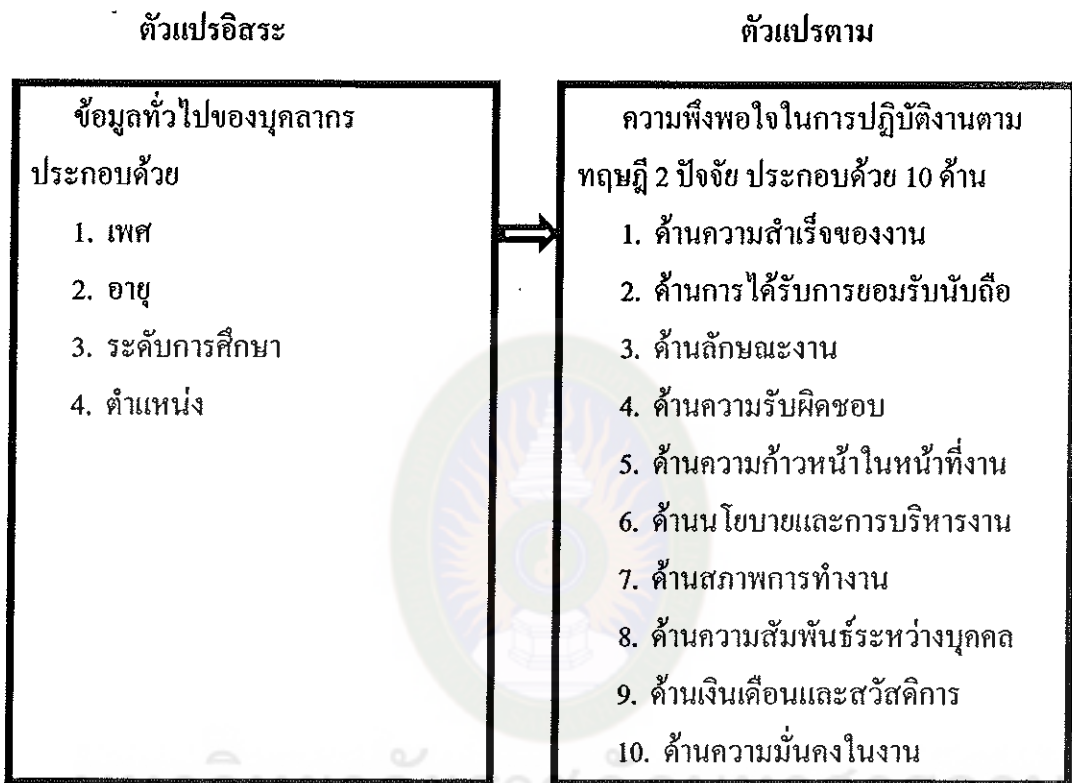 ตัวแปรอิสระ
ข้อมูลทั่วไปของบุคลากร
ประกอบด้วย
1. เพศ
2. อายุ
3. ระดับการศึกษา
4. ตำแหน่ง
ตัวแปรตาม
ความพึงพอใจในการปฏิบัติงานตาม
ทฤษฎี 2 ปัจจัย ประกอบด้วย 10 ด้าน
1. ด้านความสำเร็จของงาน
2. ด้านการได้รับการยอมรับนับถือ
3. ด้านลักษณะงาน
4. ด้านความรับผิดชอบ
5. ด้านความก้าวหน้าในหน้าที่งาน
6. ด้านนโยบายและการบริหารงาน
7. ด้านสภาพการทำงาน
8. ด้านความสัมพันธ์ระหว่างบุคคล
9. ด้านเงินเดือนและสวัสดิการ
10. ด้านความมั่นคงในงาน